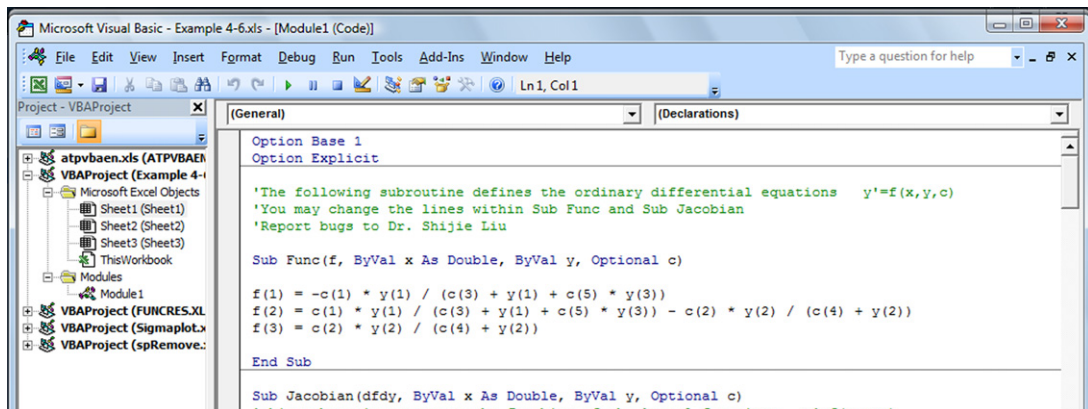 Microsoft Visual Basic - Example 4-6.xls - [Module1 (Code)]
File Edit View Insert Format Debug Run Tools Add-Ins Window Help
Type a question for help
Ln 1, Col 1
Project - VBAProject
(General)
(Declarations)
atpvbaen.xls (ATPVBAEN
VBAProject (Example 4-
Microsoft Excel Objects
Sheet1 (Sheet1)
Sheet2 (Sheet2)
Sheet3 (Sheet3)
ThisWorkbook
Modules
Module1
VBAProject (FUNCRES.XL
VBAProject (Sigmaplot.x
VBAProject (spRemove.:
Option Base 1
Option Explicit
'The following subroutine defines the ordinary differential equations   y'=f(x,y,c)
'You may change the lines within Sub Func and Sub Jacobian
'Report bugs to Dr. Shijie Liu
Sub Func(f, ByVal x As Double, ByVal y, Optional c)
f(1) = -c(1) * y(1) / (c(3) + y(1) + c(5) * y(3))
f(2) = c(1) * y(1) / (c(3) + y(1) + c(5) * y(3)) - c(2) * y(2) / (c(4) + y(2))
f(3) = c(2) * y(2) / (c(4) + y(2))
End Sub
Sub Jacobian(dfdy, ByVal x As Double, ByVal y, Optional c)